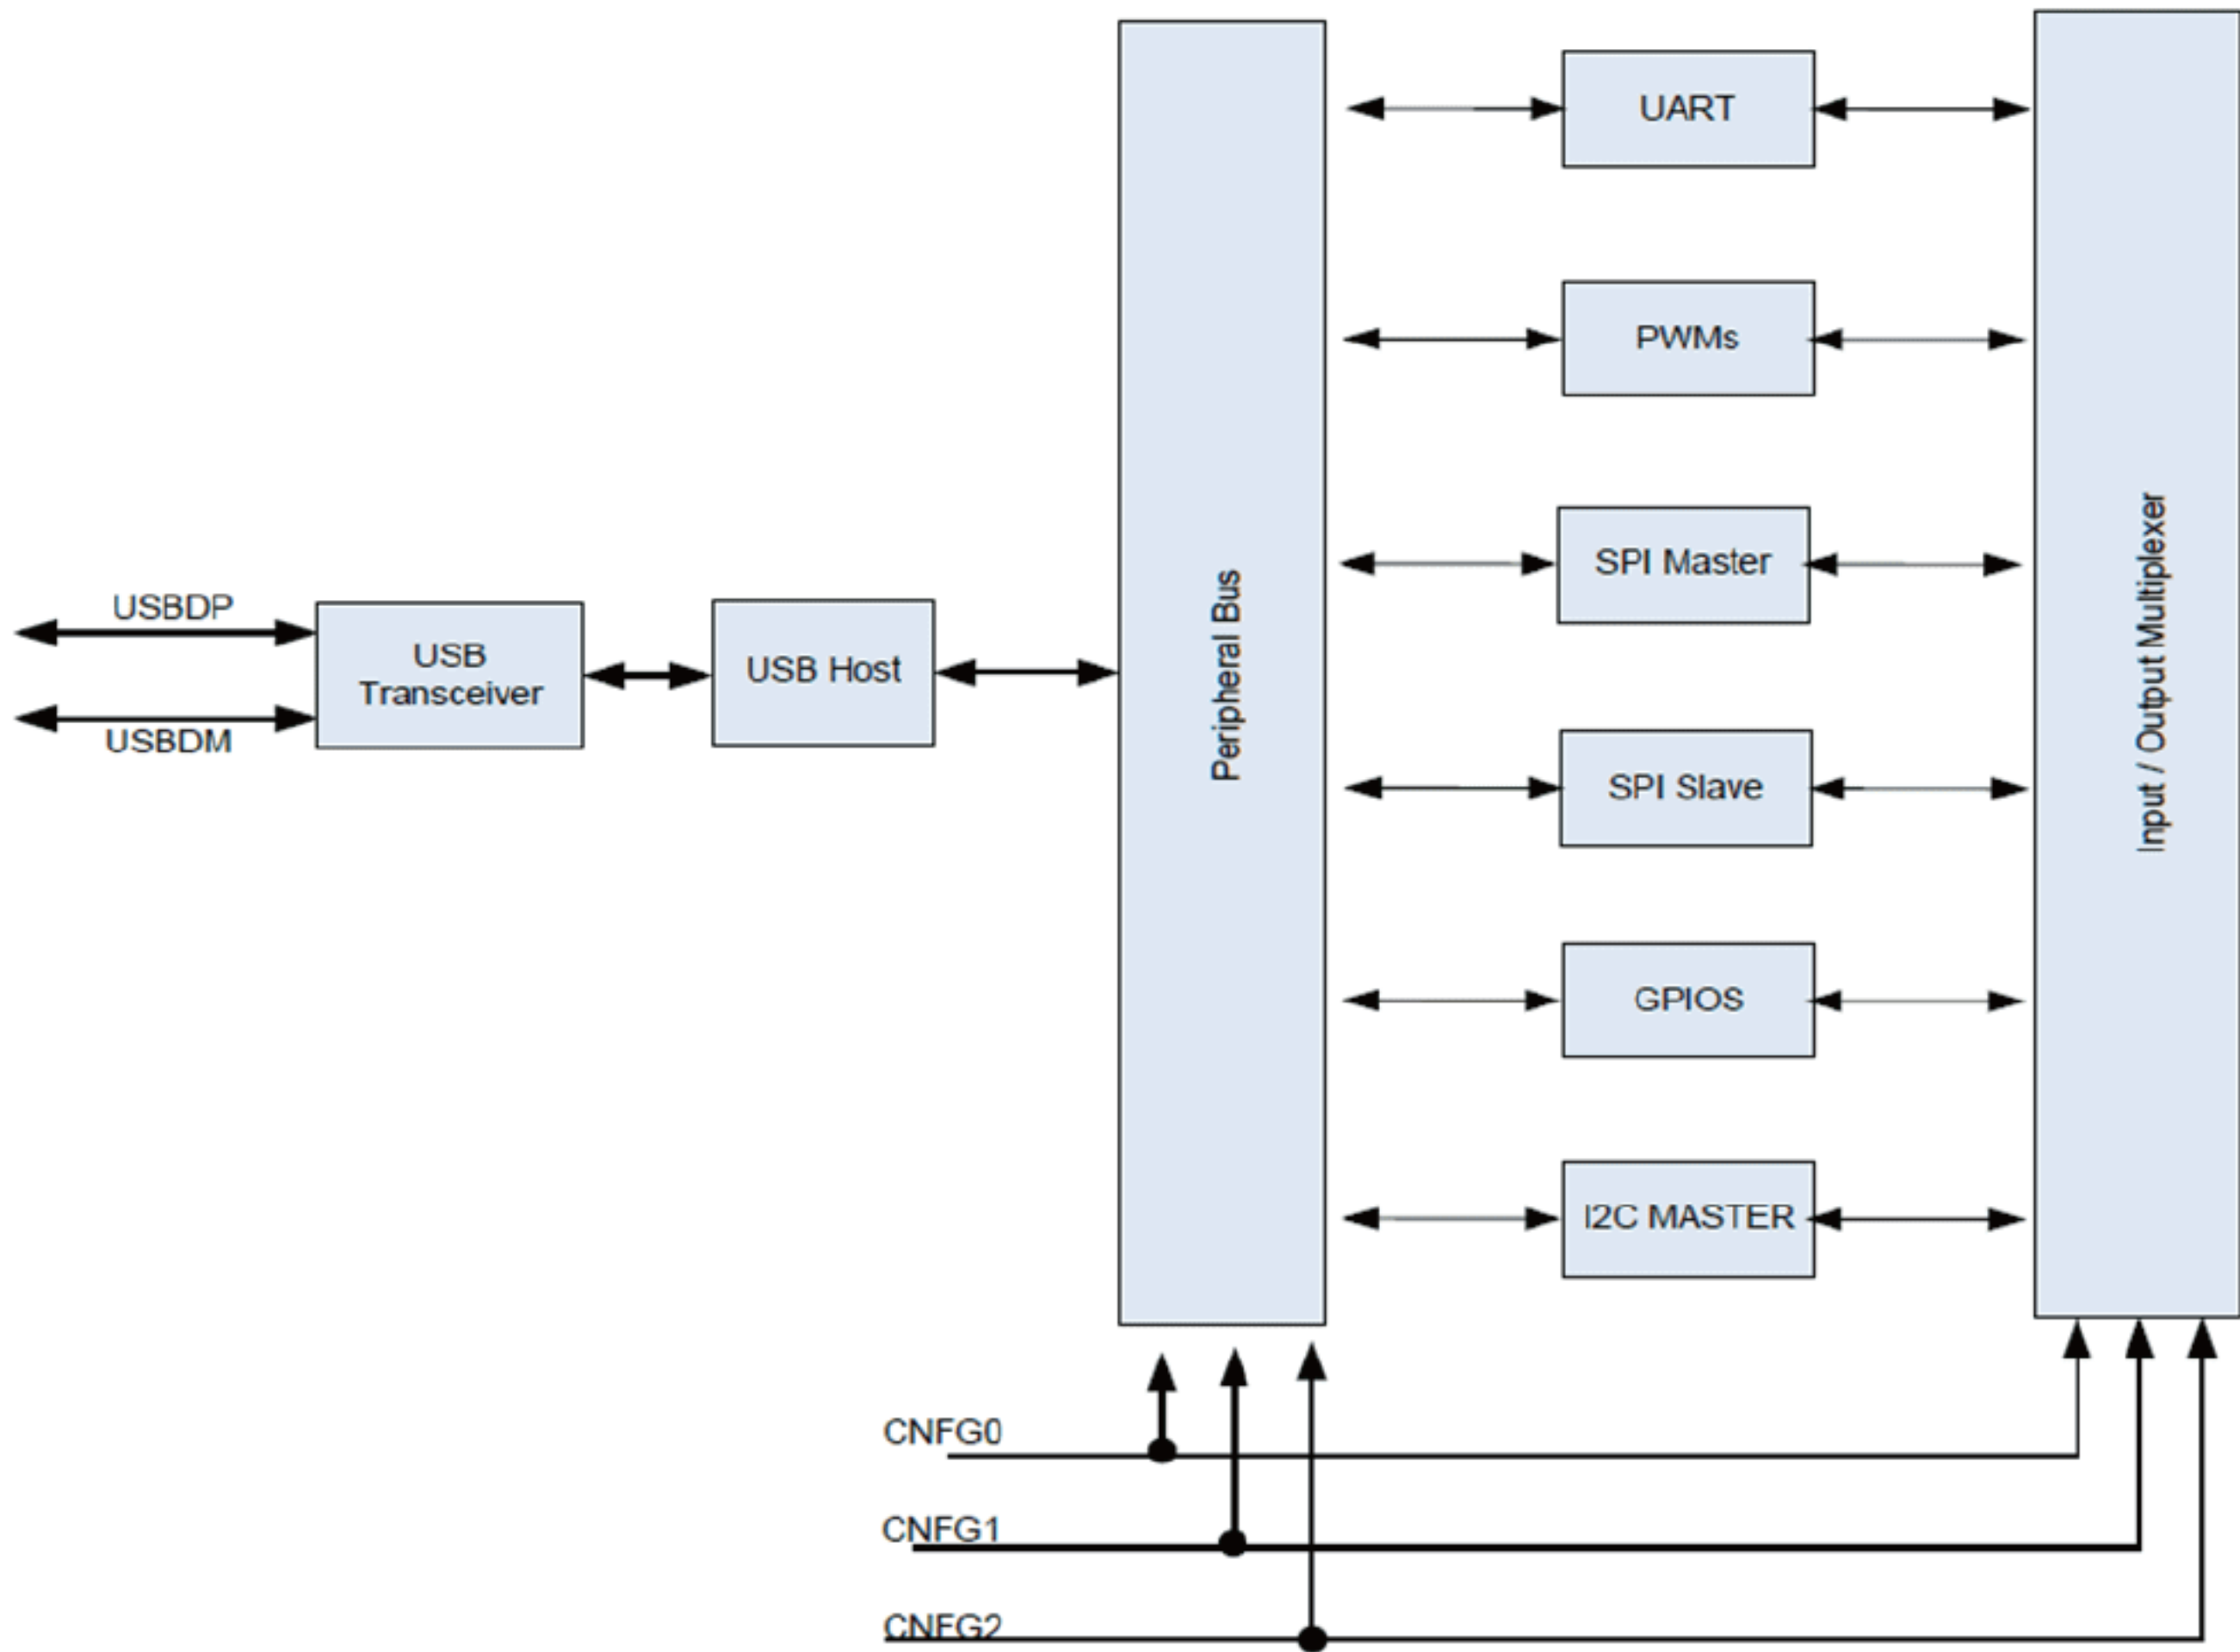 UART
PWMs
SPI Master
SPI Slave
GPIOS
I2C MASTER
USBDP
USBDM
USB
Transceiver
USB Host
Peripheral Bus
Input / Output Multiplexer
CNFG0
CNFG1
CNFG2